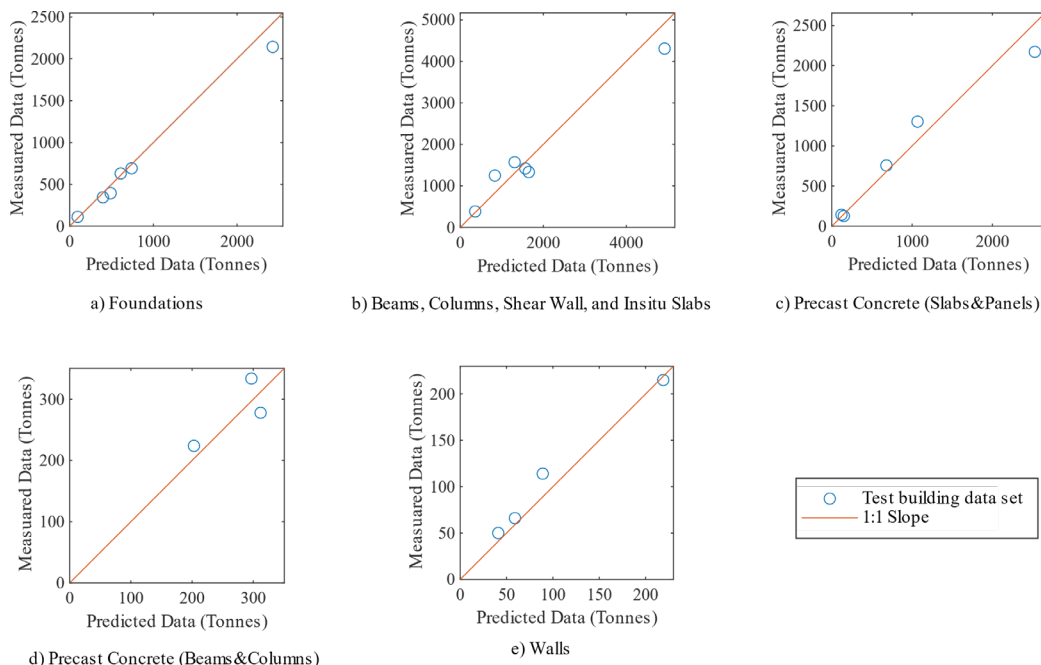 2500
2000
1500
1000
500
0
0
1000
2000
Measuared Data (Tonnes)
Predicted Data (Tonnes)
a) Foundations
5000
4000
3000
2000
1000
0
0
2000
4000
Measuared Data (Tonnes)
Predicted Data (Tonnes)
b) Beams, Columns, Shear Wall, and Insitu Slabs
2500
2000
1500
1000
500
0
0
1000
2000
Measuared Data (Tonnes)
Predicted Data (Tonnes)
c) Precast Concrete (Slabs&Panels)
300
200
100
0
0
100
200
300
Measuared Data (Tonnes)
Predicted Data (Tonnes)
d) Precast Concrete (Beams&Columns)
200
150
100
50
0
0
50
100
150
200
Measuared Data (Tonnes)
Predicted Data (Tonnes)
e) Walls
Test building data set
1:1 Slope